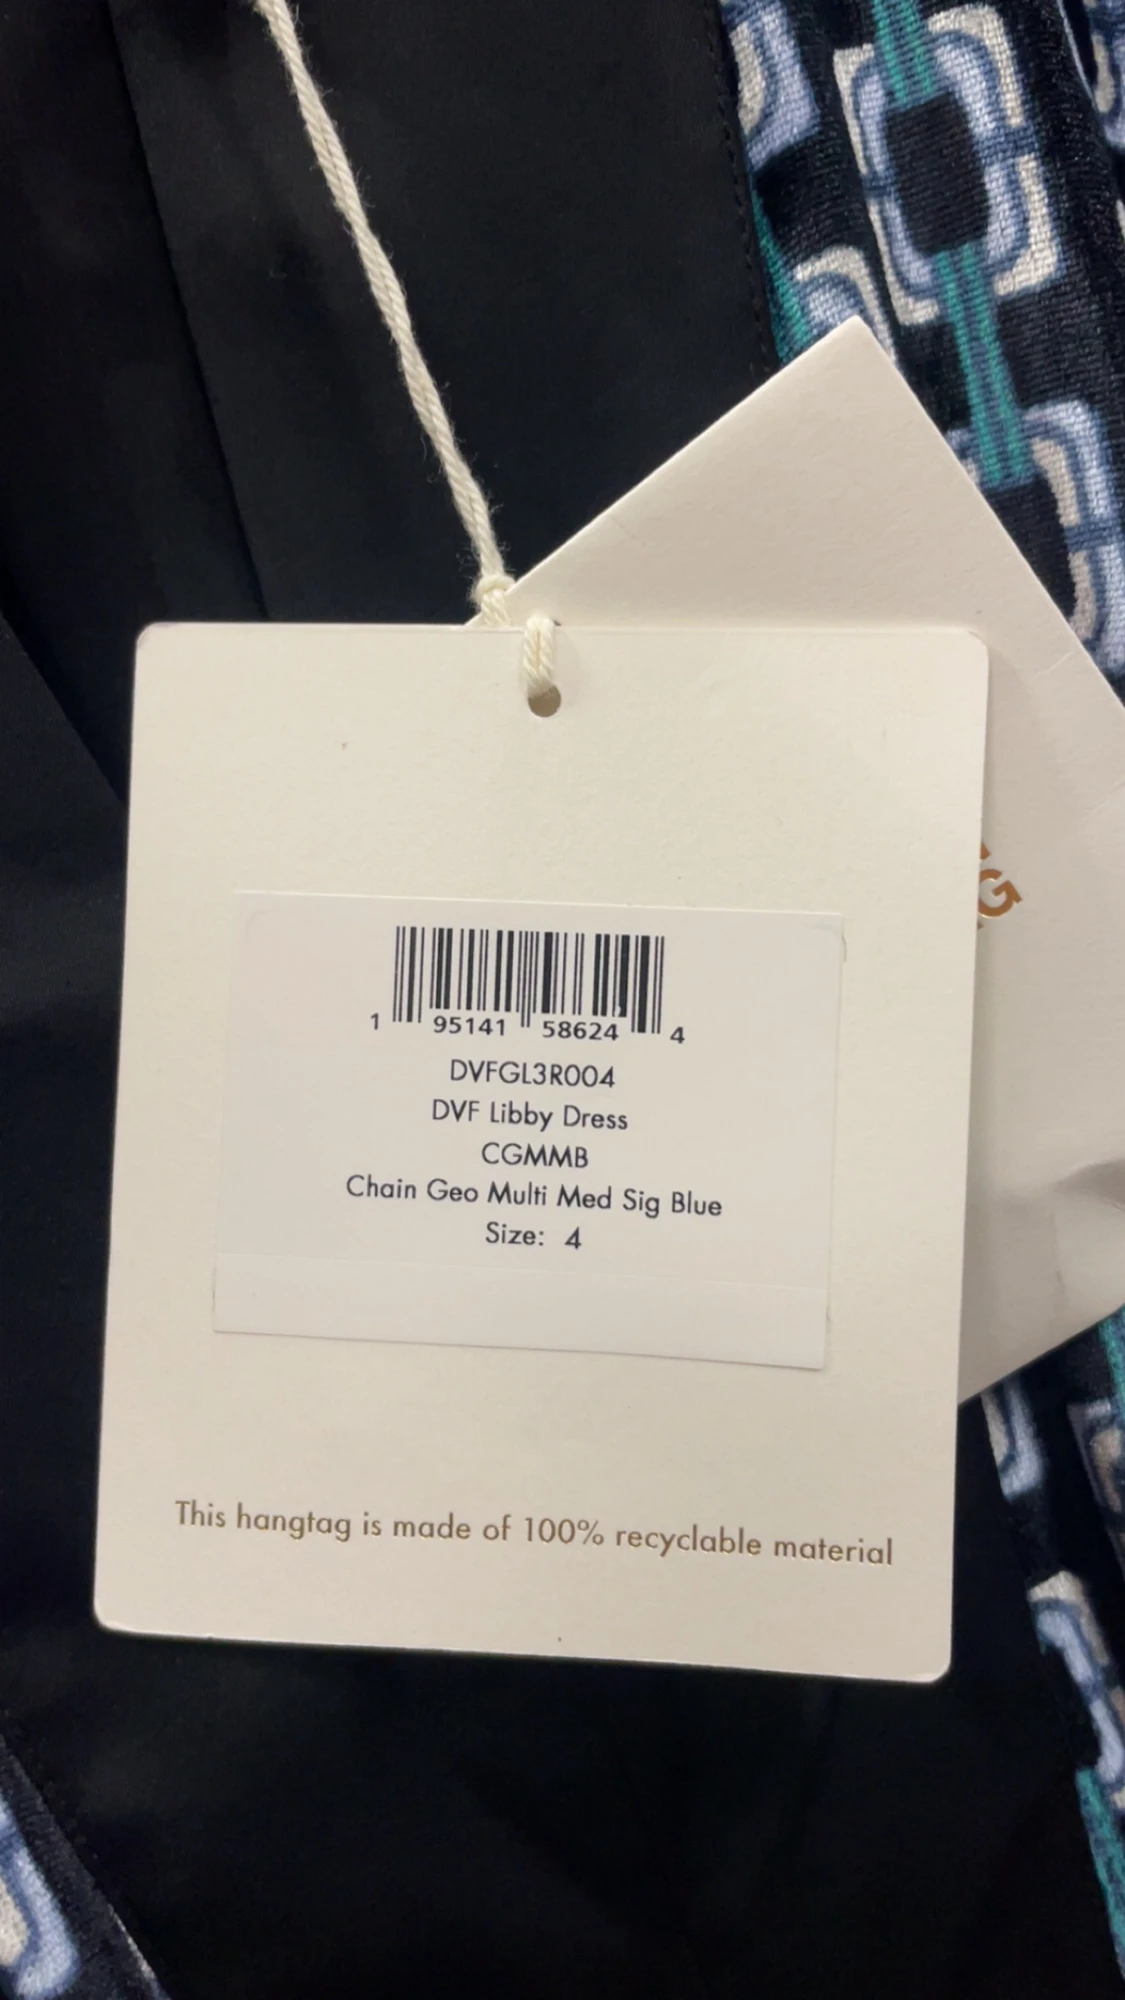 1 95141 58624 4
DVFGL3R004
DVF Libby Dress
CGMMB
Chain Geo Multi Med Sig Blue
Size: 4
This hangtag is made of 100% recyclable material